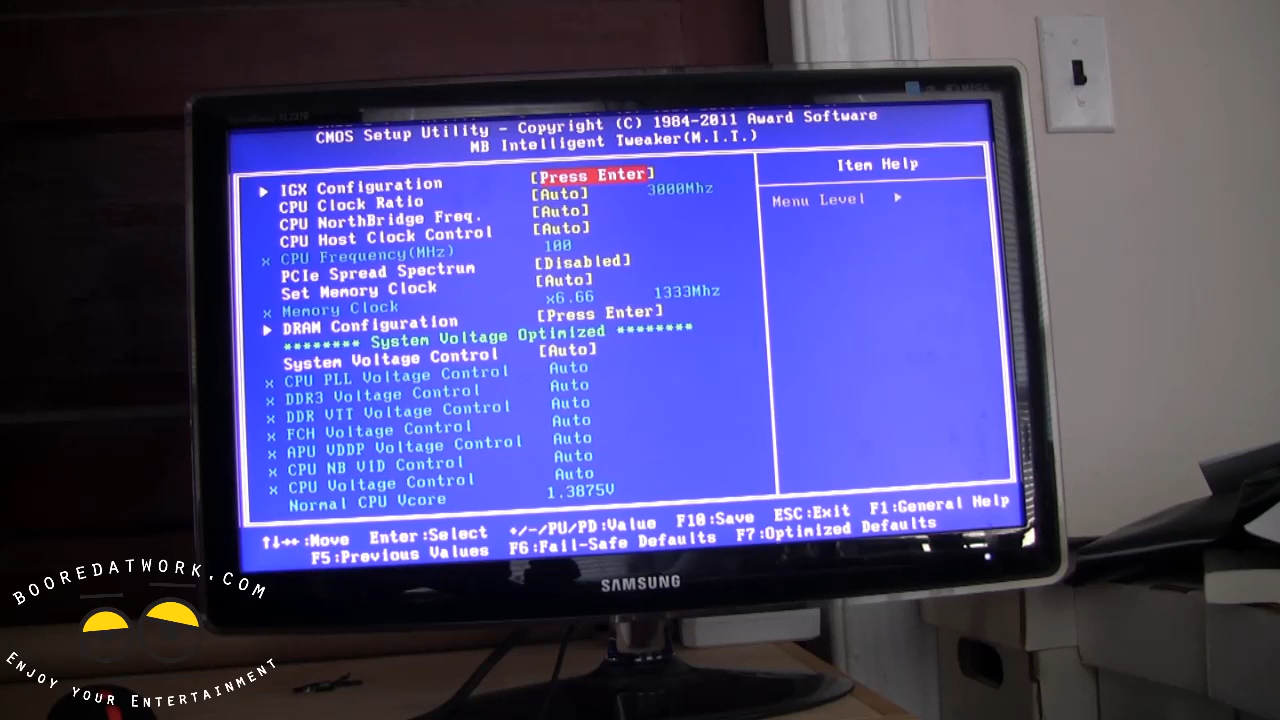 CMOS Setup Utility - Copyright (C) 1984-2011 Award Software
MB Intelligent Tweaker(M.I.T.)
IGX Configuration [Press Enter]
CPU Clock Ratio [Auto] 3000Mhz
CPU NorthBridge Freq. [Auto]
CPU Host Clock Control [Auto]
x CPU Frequency(MHz) 100
PCIe Spread Spectrum [Disabled]
Set Memory Clock [Auto]
x Memory Clock x6.66 1333Mhz
DRAM Configuration [Press Enter]
******** System Voltage Optimized ********
System Voltage Control [Auto]
x CPU PLL Voltage Control Auto
x DDR3 Voltage Control Auto
x DDR VTT Voltage Control Auto
x FCH Voltage Control Auto
x APU VDDP Voltage Control Auto
x CPU NB VID Control Auto
x CPU Voltage Control Auto
Normal CPU Vcore 1.3875V
Item Help
Menu Level
↑↓→←:Move Enter:Select +/-/PU/PD:Value F10:Save ESC:Exit F1:General Help
F5:Previous Values F6:Fail-Safe Defaults F7:Optimized Defaults
SAMSUNG
BOOREDATWORK.COM
ENJOY YOUR ENTERTAINMENT